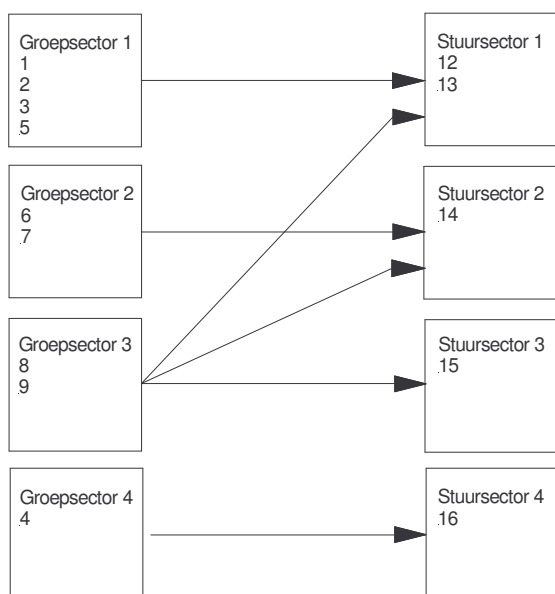 Groepsector 1
1
2
3
5
Stuursector 1
12
13
Groepsector 2
6
7
Stuursector 2
14
Groepsector 3
8
9
Stuursector 3
15
Groepsector 4
4
Stuursector 4
16